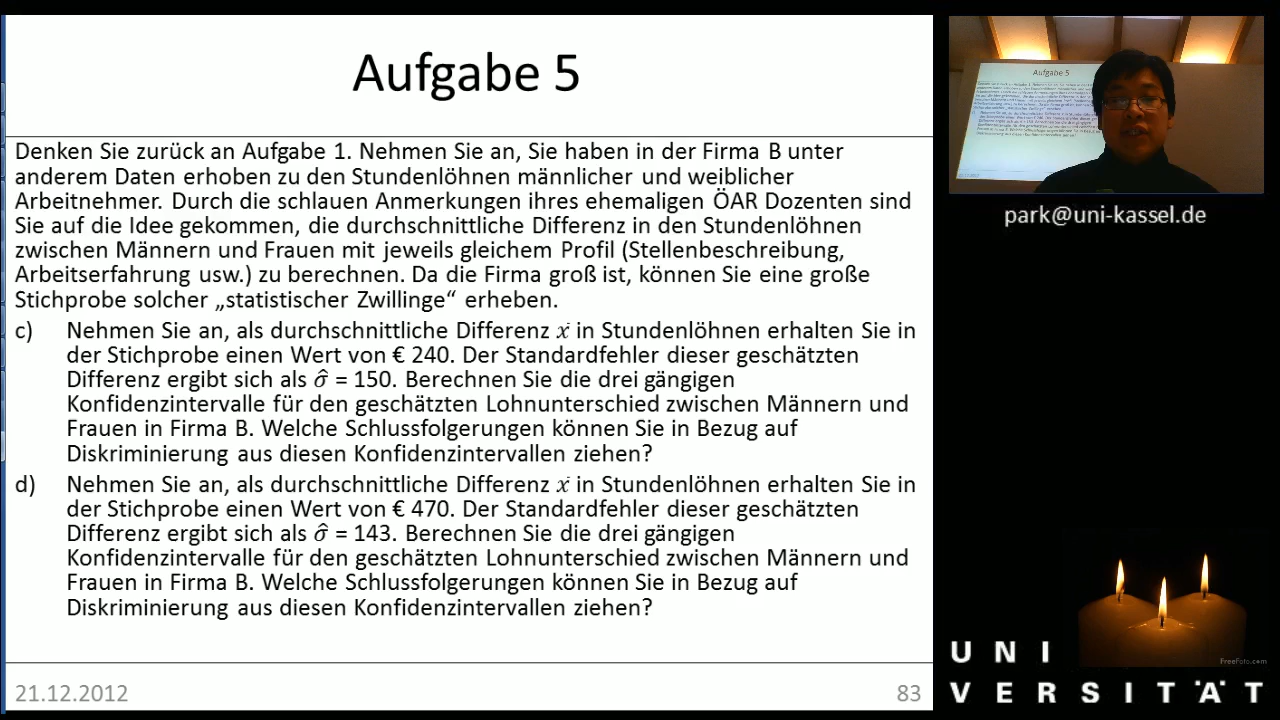 Aufgabe 5
Denken Sie zurück an Aufgabe 1. Nehmen Sie an, Sie haben in der Firma B unter
anderem Daten erhoben zu den Stundenlöhnen männlicher und weiblicher
Arbeitnehmer. Durch die schlauen Anmerkungen ihres ehemaligen ÖAR Dozenten sind
Sie auf die Idee gekommen, die durchschnittliche Differenz in den Stundenlöhnen
zwischen Männern und Frauen mit jeweils gleichem Profil (Stellenbeschreibung,
Arbeitserfahrung usw.) zu berechnen. Da die Firma groß ist, können Sie eine große
Stichprobe solcher „statistischer Zwillinge“ erheben.
c) Nehmen Sie an, als durchschnittliche Differenz x̄ in Stundenlöhnen erhalten Sie in
der Stichprobe einen Wert von € 240. Der Standardfehler dieser geschätzten
Differenz ergibt sich als σ̂ = 150. Berechnen Sie die drei gängigen
Konfidenzintervalle für den geschätzten Lohnunterschied zwischen Männern und
Frauen in Firma B. Welche Schlussfolgerungen können Sie in Bezug auf
Diskriminierung aus diesen Konfidenzintervallen ziehen?
d) Nehmen Sie an, als durchschnittliche Differenz x̄ in Stundenlöhnen erhalten Sie in
der Stichprobe einen Wert von € 470. Der Standardfehler dieser geschätzten
Differenz ergibt sich als σ̂ = 143. Berechnen Sie die drei gängigen
Konfidenzintervalle für den geschätzten Lohnunterschied zwischen Männern und
Frauen in Firma B. Welche Schlussfolgerungen können Sie in Bezug auf
Diskriminierung aus diesen Konfidenzintervallen ziehen?
21.12.2012
83
Aufgabe 5
park@uni-kassel.de
FreeFoto.com
U N I
V E R S I T Ä T